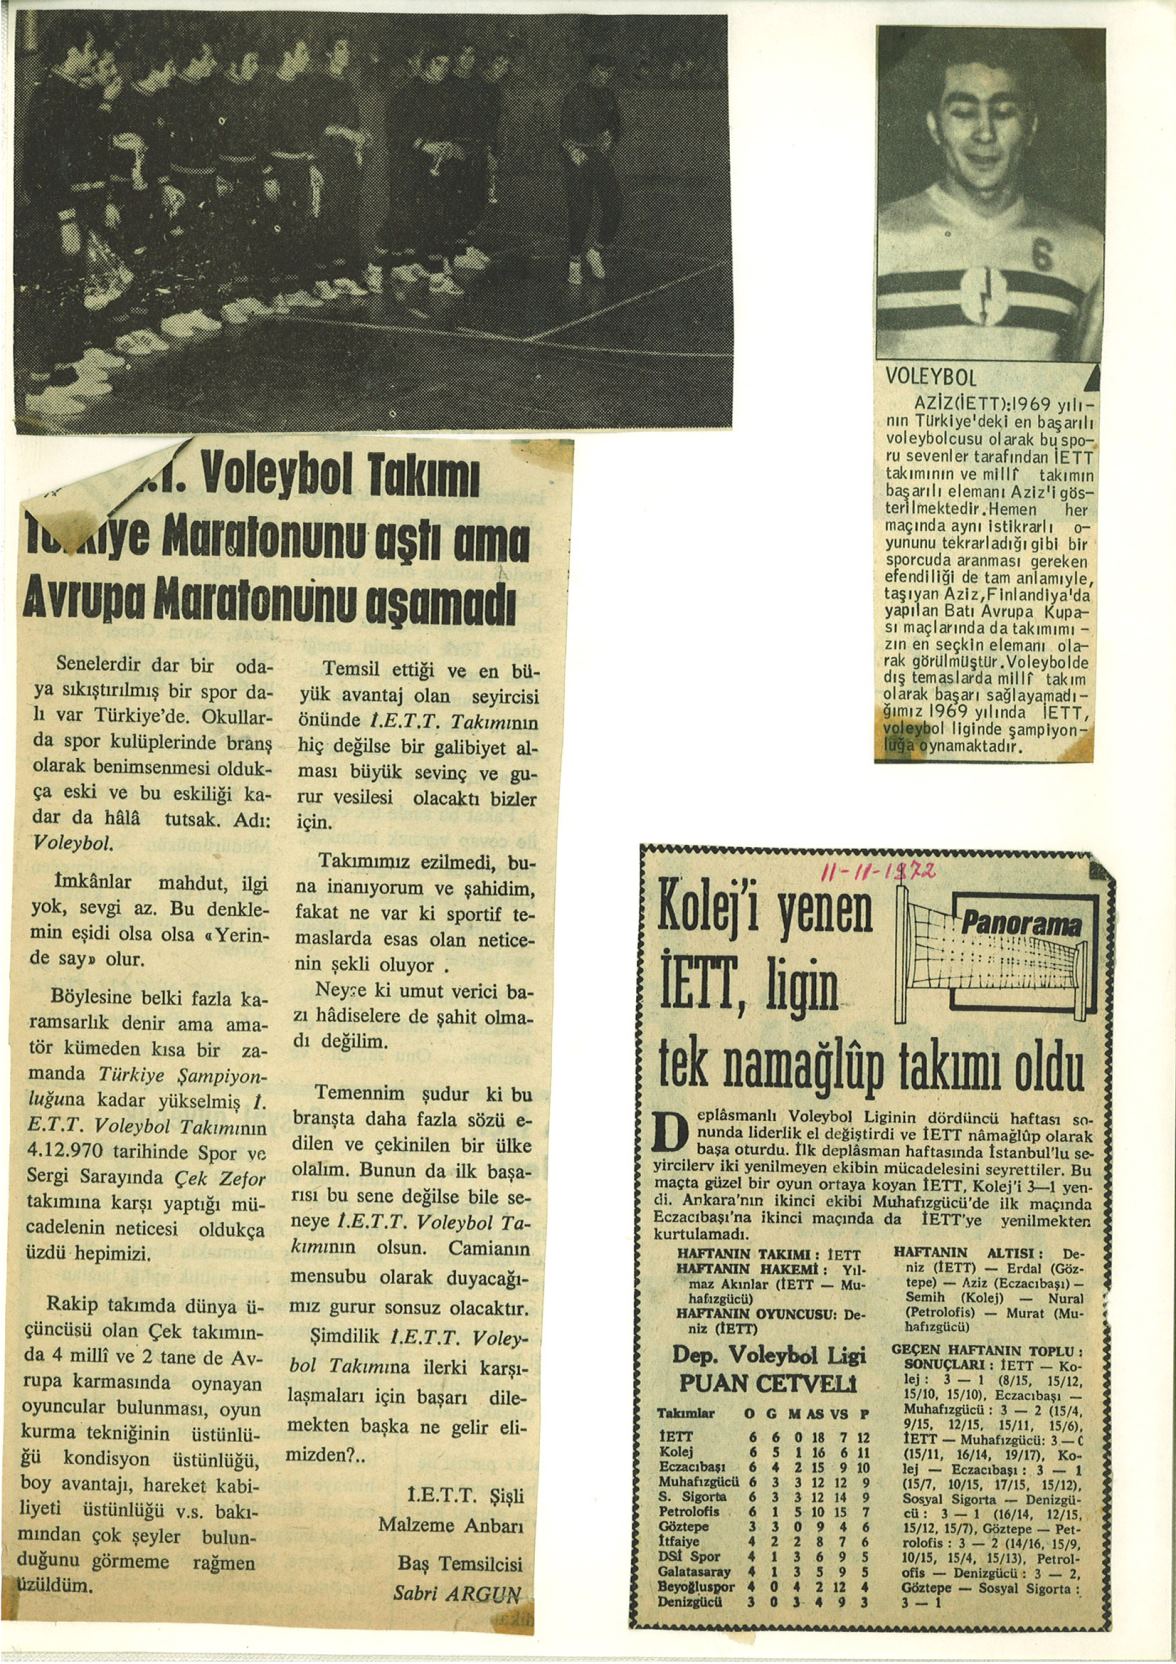 6
VOLEYBOL
AZİZ(İETT):1969 yılı-
nın Türkiye'deki en başarılı
voleybolcusu olarak bu spo-
ru sevenler tarafından İETT
takımının ve millî takımın
başarılı elemanı Aziz'i gös-
terilmektedir.Hemen her
maçında aynı istikrarlı o-
yununu tekrarladığı gibi bir
sporcuda aranması gereken
efendiliği de tam anlamıyle,
taşıyan Aziz,Finlandiya'da
yapılan Batı Avrupa Kupa-
sı maçlarında da takımımı-
zın en seçkin elemanı ola-
rak görülmüştür.Voleybolde
dış temaslarda millî takım
olarak başarı sağlayamadı-
ğımız 1969 yılında İETT,
voleybol liginde şampiyon-
luğa oynamaktadır.
.T. Voleybol Takımı
Türkiye Maratonunu aştı ama
Avrupa Maratonunu aşamadı
Senelerdir dar bir oda-
ya sıkıştırılmış bir spor da-
lı var Türkiye'de. Okullar-
da spor kulüplerinde branş
olarak benimsenmesi olduk-
ça eski ve bu eskiliği ka-
dar da hâlâ tutsak. Adı:
Voleybol.
İmkânlar mahdut, ilgi
yok, sevgi az. Bu denkle-
min eşidi olsa olsa «Yerin-
de say» olur.
Böylesine belki fazla ka-
ramsarlık denir ama ama-
tör kümeden kısa bir za-
manda Türkiye Şampiyon-
luğuna kadar yükselmiş İ.
E.T.T. Voleybol Takımının
4.12.970 tarihinde Spor ve
Sergi Sarayında Çek Zefor
takımına karşı yaptığı mü-
cadelenin neticesi oldukça
üzdü hepimizi.
Rakip takımda dünya ü-
çüncüsü olan Çek takımın-
da 4 millî ve 2 tane de Av-
rupa karmasında oynayan
oyuncular bulunması, oyun
kurma tekniğinin üstünlü-
ğü kondisyon üstünlüğü,
boy avantajı, hareket kabi-
liyeti üstünlüğü v.s. bakı-
mından çok şeyler bulun-
duğunu görmeme rağmen
üzüldüm.
Temsil ettiği ve en bü-
yük avantaj olan seyircisi
önünde İ.E.T.T. Takımının
hiç değilse bir galibiyet al-
ması büyük sevinç ve gu-
rur vesilesi olacaktı bizler
için.
Takımımız ezilmedi, bu-
na inanıyorum ve şahidim,
fakat ne var ki sportif te-
maslarda esas olan netice-
nin şekli oluyor .
Neyse ki umut verici ba-
zı hâdiselere de şahit olma-
dı değilim.
Temennim şudur ki bu
branşta daha fazla sözü e-
dilen ve çekinilen bir ülke
olalım. Bunun da ilk başa-
rısı bu sene değilse bile se-
neye İ.E.T.T. Voleybol Ta-
kımının olsun. Camianın
mensubu olarak duyacağı-
mız gurur sonsuz olacaktır.
Şimdilik İ.E.T.T. Voley-
bol Takımına ilerki karşı-
laşmaları için başarı dile-
mekten başka ne gelir eli-
mizden?..
İ.E.T.T. Şişli
Malzeme Anbarı
Baş Temsilcisi
Sabri ARGUN
11-11-1972
Kolej'i yenen
İETT, ligin
tek namağlûp takımı oldu
Panorama
Deplâsmanlı Voleybol Liginin dördüncü haftası so-
nunda liderlik el değiştirdi ve İETT nâmağlûp olarak
başa oturdu. İlk deplâsman haftasında İstanbul'lu se-
yircilerv iki yenilmeyen ekibin mücadelesini seyrettiler. Bu
maçta güzel bir oyun ortaya koyan İETT, Kolej'i 3—1 yen-
di. Ankara'nın ikinci ekibi Muhafızgücü'de ilk maçında
Eczacıbaşı'na ikinci maçında da İETT'ye yenilmekten
kurtulamadı.
HAFTANIN TAKIMI : İETT
HAFTANIN HAKEMİ : Yıl-
maz Akınlar (İETT — Mu-
hafızgücü)
HAFTANIN OYUNCUSU: De-
niz (İETT)
Dep. Voleybol Ligi
PUAN CETVELİ
Takımlar O G M AS VS P
İETT 6 6 0 18 7 12
Kolej 6 5 1 16 6 11
Eczacıbaşı 6 4 2 15 9 10
Muhafızgücü 6 3 3 12 12 9
S. Sigorta 6 3 3 12 14 9
Petrolofis 6 1 5 10 15 7
Göztepe 3 3 0 9 4 6
İtfaiye 4 2 2 8 7 6
DSİ Spor 4 1 3 6 9 5
Galatasaray 4 1 3 5 9 5
Beyoğluspor 4 0 4 2 12 4
Denizgücü 3 0 3 4 9 3
HAFTANIN ALTISI : De-
niz (İETT) — Erdal (Göz-
tepe) — Aziz (Eczacıbaşı) —
Semih (Kolej) — Nural
(Petrolofis) — Murat (Mu-
hafızgücü)
GEÇEN HAFTANIN TOPLU :
SONUÇLARI : İETT — Ko-
lej : 3 — 1 (8/15, 15/12,
15/10, 15/10), Eczacıbaşı —
Muhafızgücü : 3 — 2 (15/4,
9/15, 12/15, 15/11, 15/6),
İETT — Muhafızgücü: 3 — 0
(15/11, 16/14, 19/17), Ko-
lej — Eczacıbaşı : 3 — 1
(15/7, 10/15, 17/15, 15/12),
Sosyal Sigorta — Denizgü-
cü : 3 — 1 (16/14, 12/15,
15/12, 15/7), Göztepe — Pet-
rolofis : 3 — 2 (14/16, 15/9,
10/15, 15/4, 15/13), Petrol-
ofis — Denizgücü : 3 — 2,
Göztepe — Sosyal Sigorta :
3 — 1